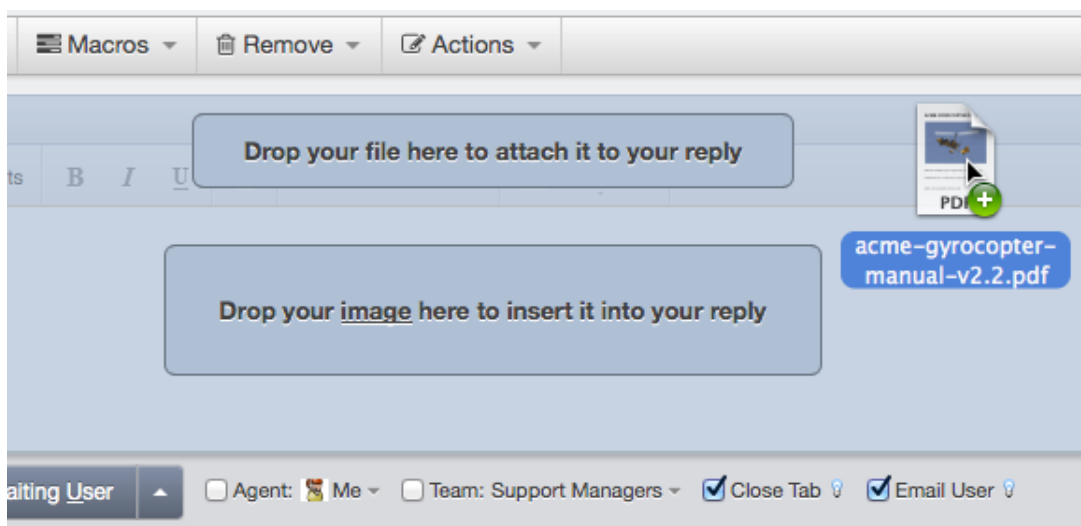 Macros
Remove
Actions
Drop your file here to attach it to your reply
ts B I U
PDF
acme-gyrocopter-
manual-v2.2.pdf
Drop your image here to insert it into your reply
aiting User
Agent: Me
Team: Support Managers
Close Tab
Email User